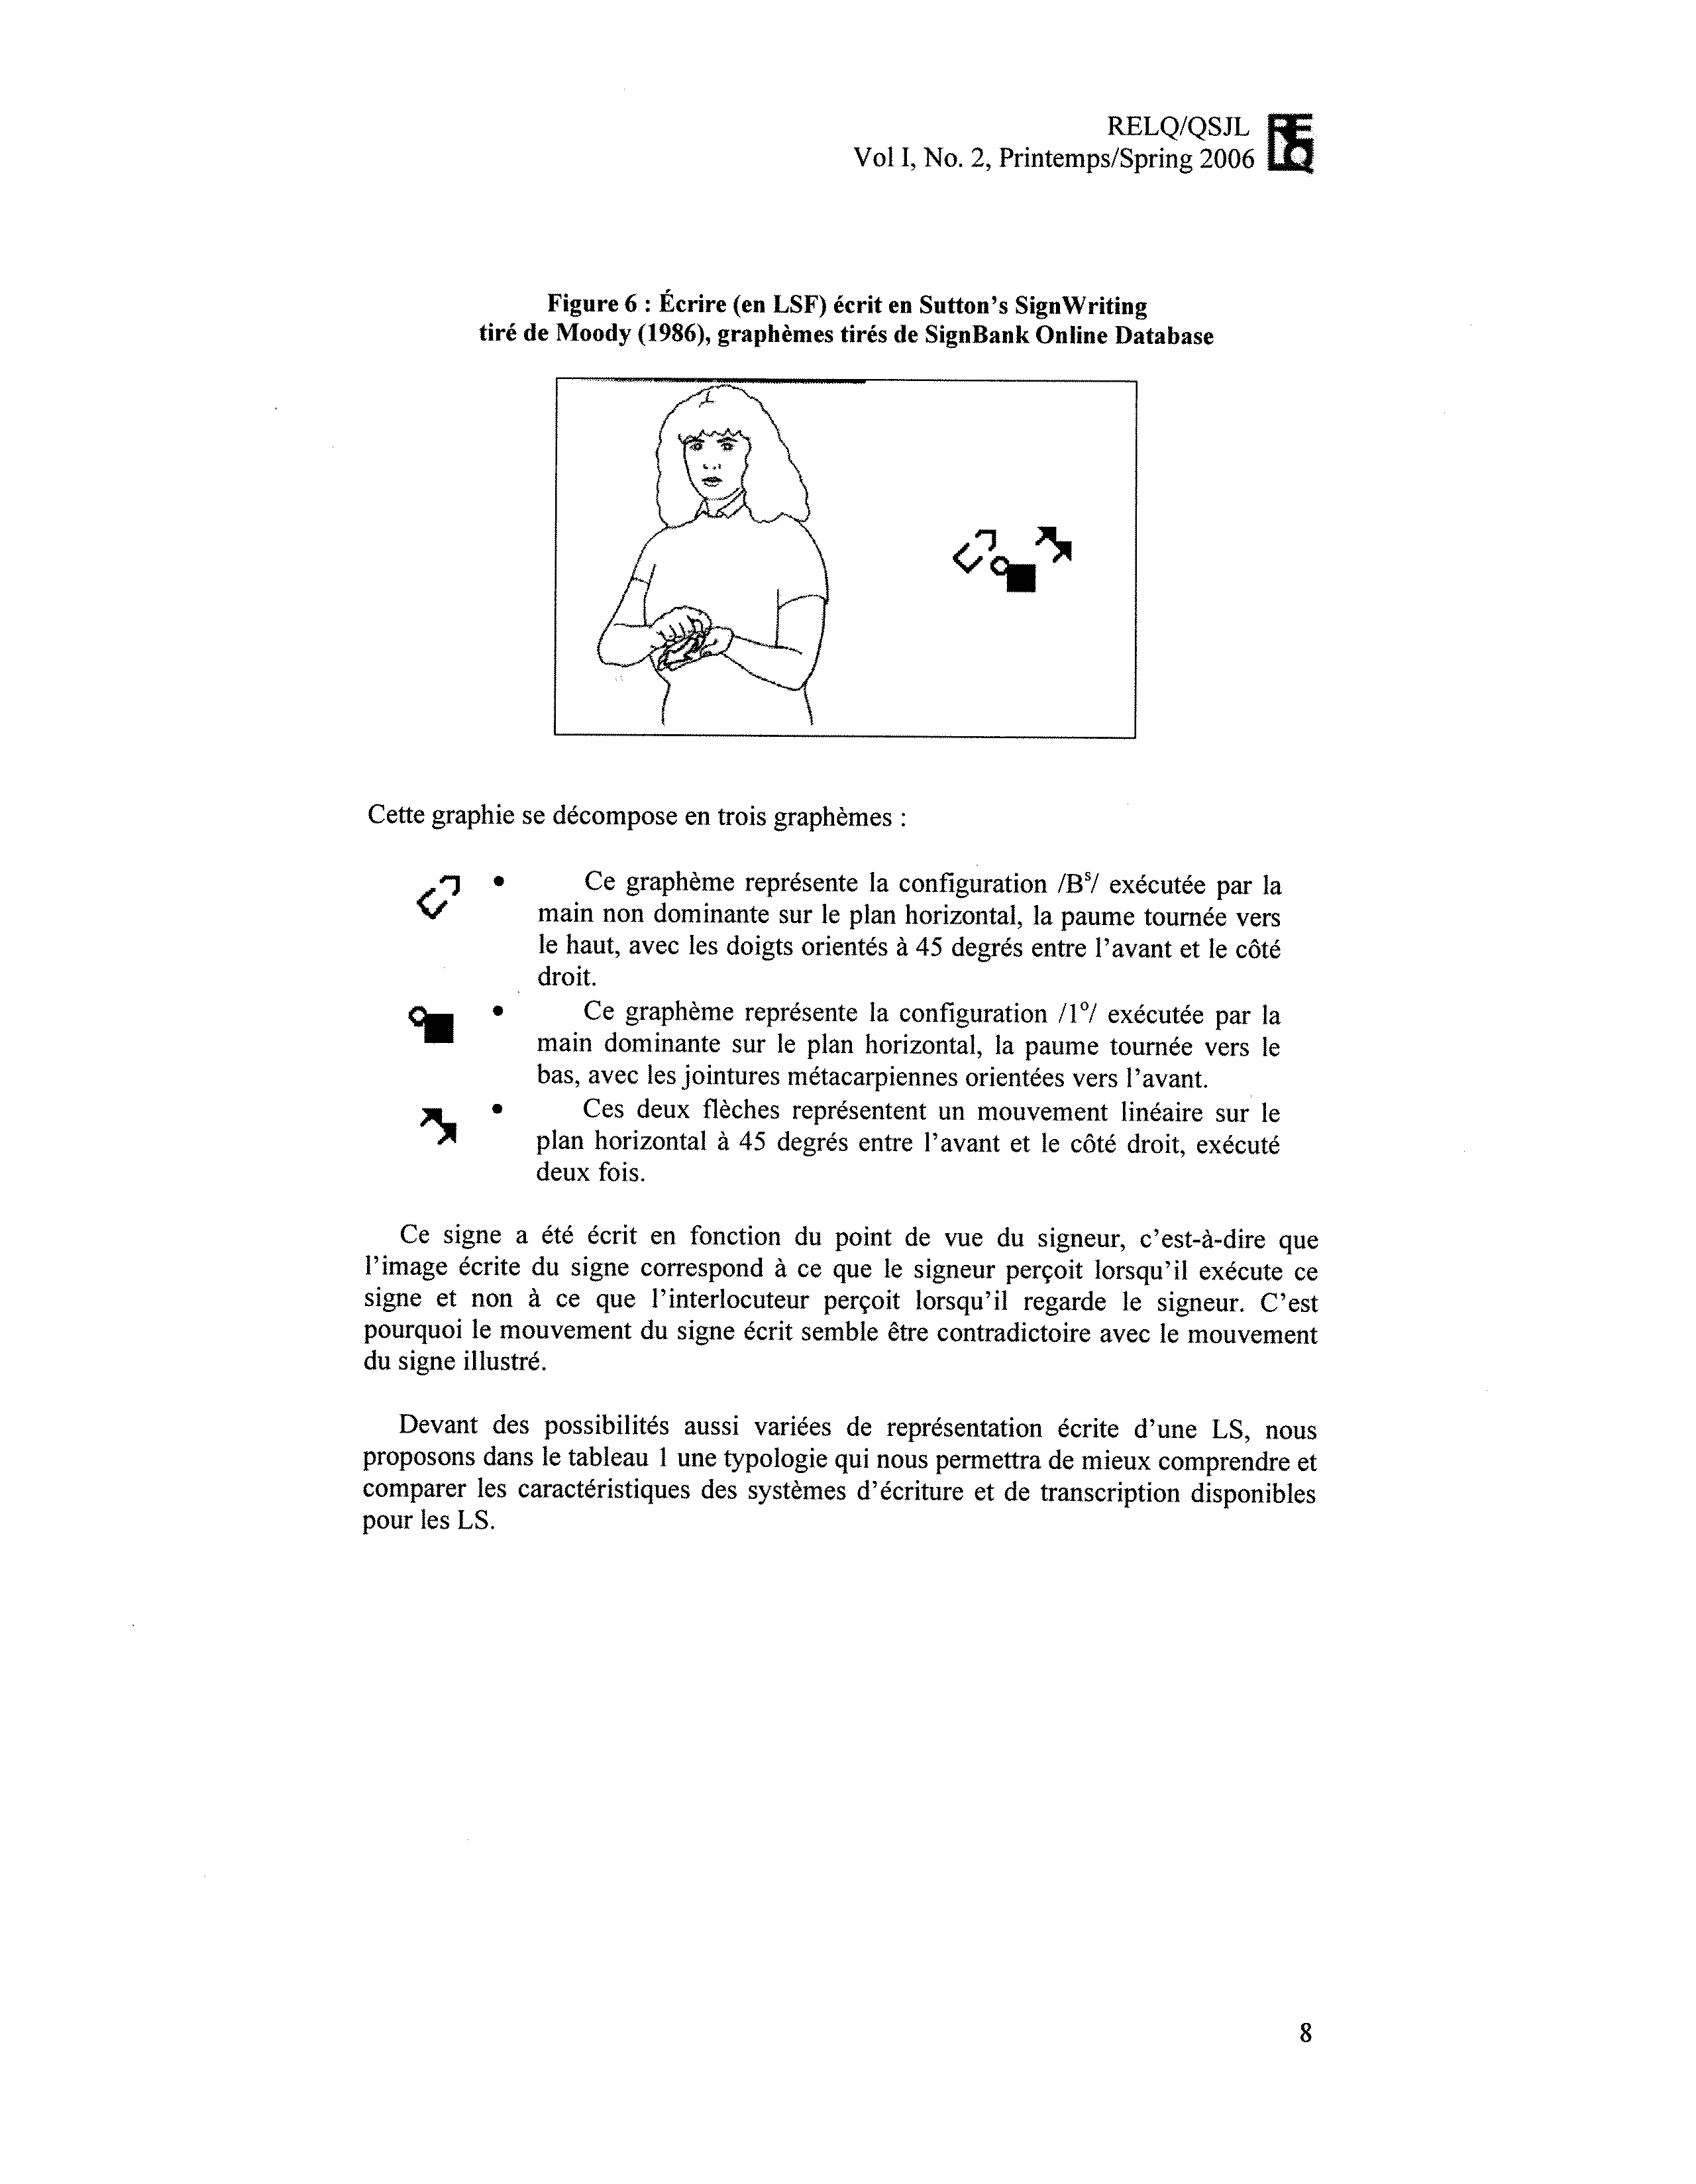 RELQ/QSJL
Vol I, No. 2, Printemps/Spring 2006
RE
LQ
Figure 6 : Écrire (en LSF) écrit en Sutton's SignWriting
tiré de Moody (1986), graphèmes tirés de SignBank Online Database
Cette graphie se décompose en trois graphèmes :
• Ce graphème représente la configuration /Bˢ/ exécutée par la
main non dominante sur le plan horizontal, la paume tournée vers
le haut, avec les doigts orientés à 45 degrés entre l'avant et le côté
droit.
• Ce graphème représente la configuration /1º/ exécutée par la
main dominante sur le plan horizontal, la paume tournée vers le
bas, avec les jointures métacarpiennes orientées vers l'avant.
• Ces deux flèches représentent un mouvement linéaire sur le
plan horizontal à 45 degrés entre l'avant et le côté droit, exécuté
deux fois.
Ce signe a été écrit en fonction du point de vue du signeur, c'est-à-dire que
l'image écrite du signe correspond à ce que le signeur perçoit lorsqu'il exécute ce
signe et non à ce que l'interlocuteur perçoit lorsqu'il regarde le signeur. C'est
pourquoi le mouvement du signe écrit semble être contradictoire avec le mouvement
du signe illustré.
Devant des possibilités aussi variées de représentation écrite d'une LS, nous
proposons dans le tableau 1 une typologie qui nous permettra de mieux comprendre et
comparer les caractéristiques des systèmes d'écriture et de transcription disponibles
pour les LS.
8